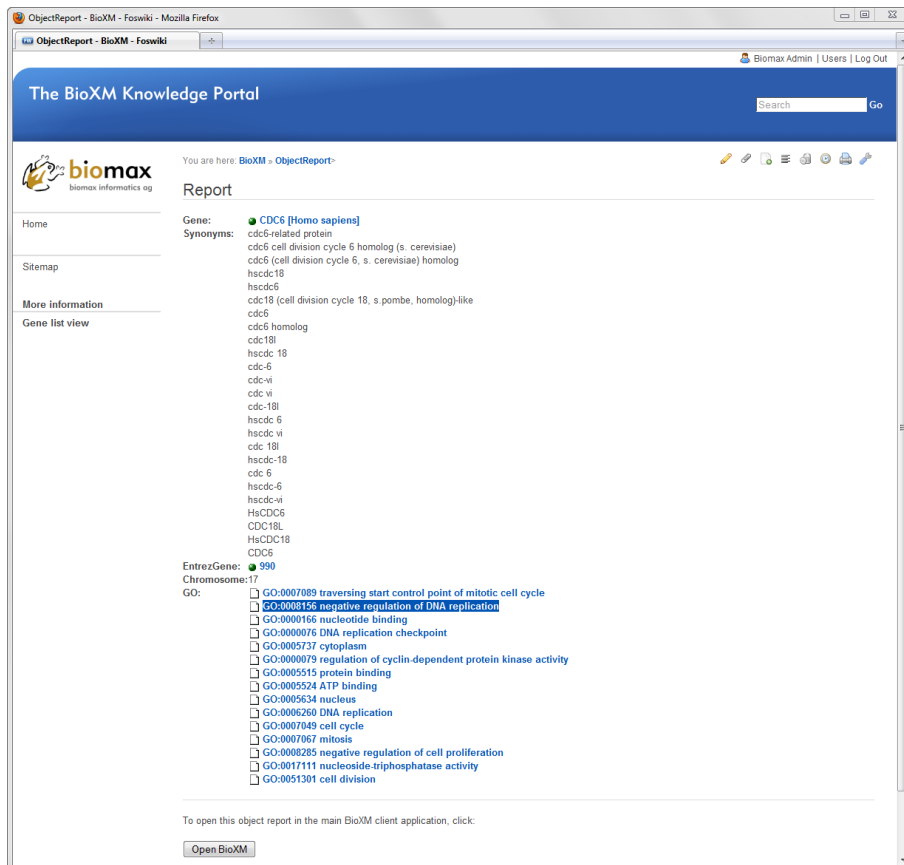 ObjectReport - BioXM - Foswiki - Mozilla Firefox
ObjectReport - BioXM - Foswiki
Biomax Admin | Users | Log Out
The BioXM Knowledge Portal
Search Go
biomax
biomax informatics ag
You are here: BioXM » ObjectReport>
Report
Home
Sitemap
More information
Gene list view
Gene: CDC6 [Homo sapiens]
Synonyms: cdc6-related protein
cdc6 cell division cycle 6 homolog (s. cerevisiae)
cdc6 (cell division cycle 6, s. cerevisiae) homolog
hscdc18
hscdc6
cdc18 (cell division cycle 18, s.pombe, homolog)-like
cdc6
cdc6 homolog
cdc18l
hscdc 18
cdc-6
cdc-vi
cdc vi
cdc-18l
hscdc 6
hscdc vi
cdc 18l
hscdc-18
cdc 6
hscdc-6
hscdc-vi
HsCDC6
CDC18L
HsCDC18
CDC6
EntrezGene: 990
Chromosome:17
GO: GO:0007089 traversing start control point of mitotic cell cycle
GO:0008156 negative regulation of DNA replication
GO:0000166 nucleotide binding
GO:0000076 DNA replication checkpoint
GO:0005737 cytoplasm
GO:0000079 regulation of cyclin-dependent protein kinase activity
GO:0005515 protein binding
GO:0005524 ATP binding
GO:0005634 nucleus
GO:0006260 DNA replication
GO:0007049 cell cycle
GO:0007067 mitosis
GO:0008285 negative regulation of cell proliferation
GO:0017111 nucleoside-triphosphatase activity
GO:0051301 cell division
To open this object report in the main BioXM client application, click:
Open BioXM